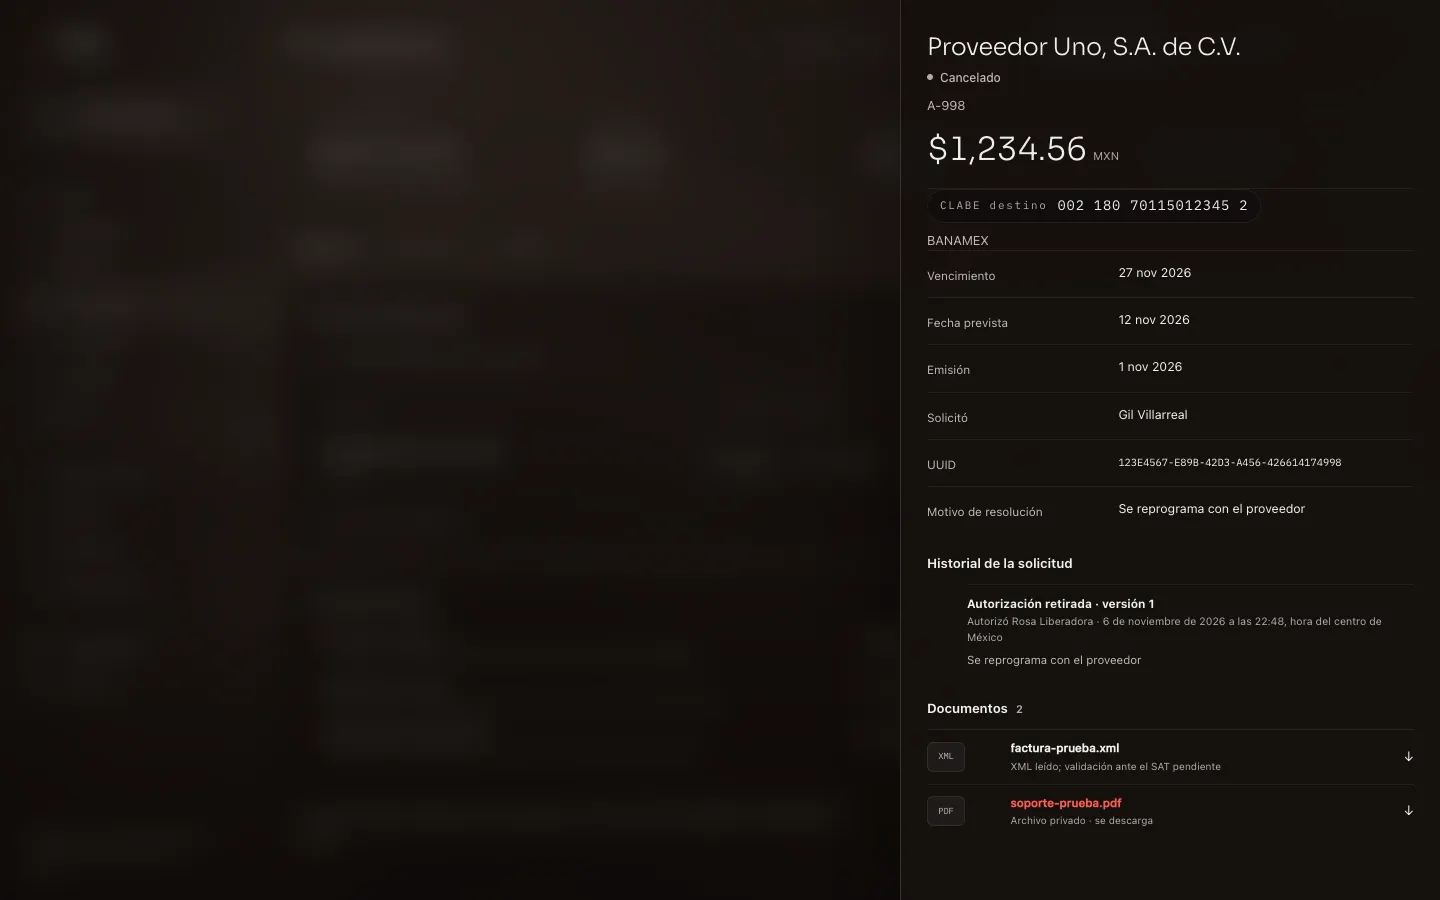 Proveedor Uno, S.A. de C.V.
Cancelado
A-998
$1,234.56 MXN
CLABE destino 002 180 70115012345 2
BANAMEX
Vencimiento 27 nov 2026
Fecha prevista 12 nov 2026
Emisión 1 nov 2026
Solicitó Gil Villarreal
UUID 123E4567-E89B-42D3-A456-426614174998
Motivo de resolución Se reprograma con el proveedor
Historial de la solicitud
Autorización retirada · versión 1
Autorizó Rosa Liberadora · 6 de noviembre de 2026 a las 22:48, hora del centro de
México
Se reprograma con el proveedor
Documentos 2
XML factura-prueba.xml
XML leído; validación ante el SAT pendiente
PDF soporte-prueba.pdf
Archivo privado · se descarga